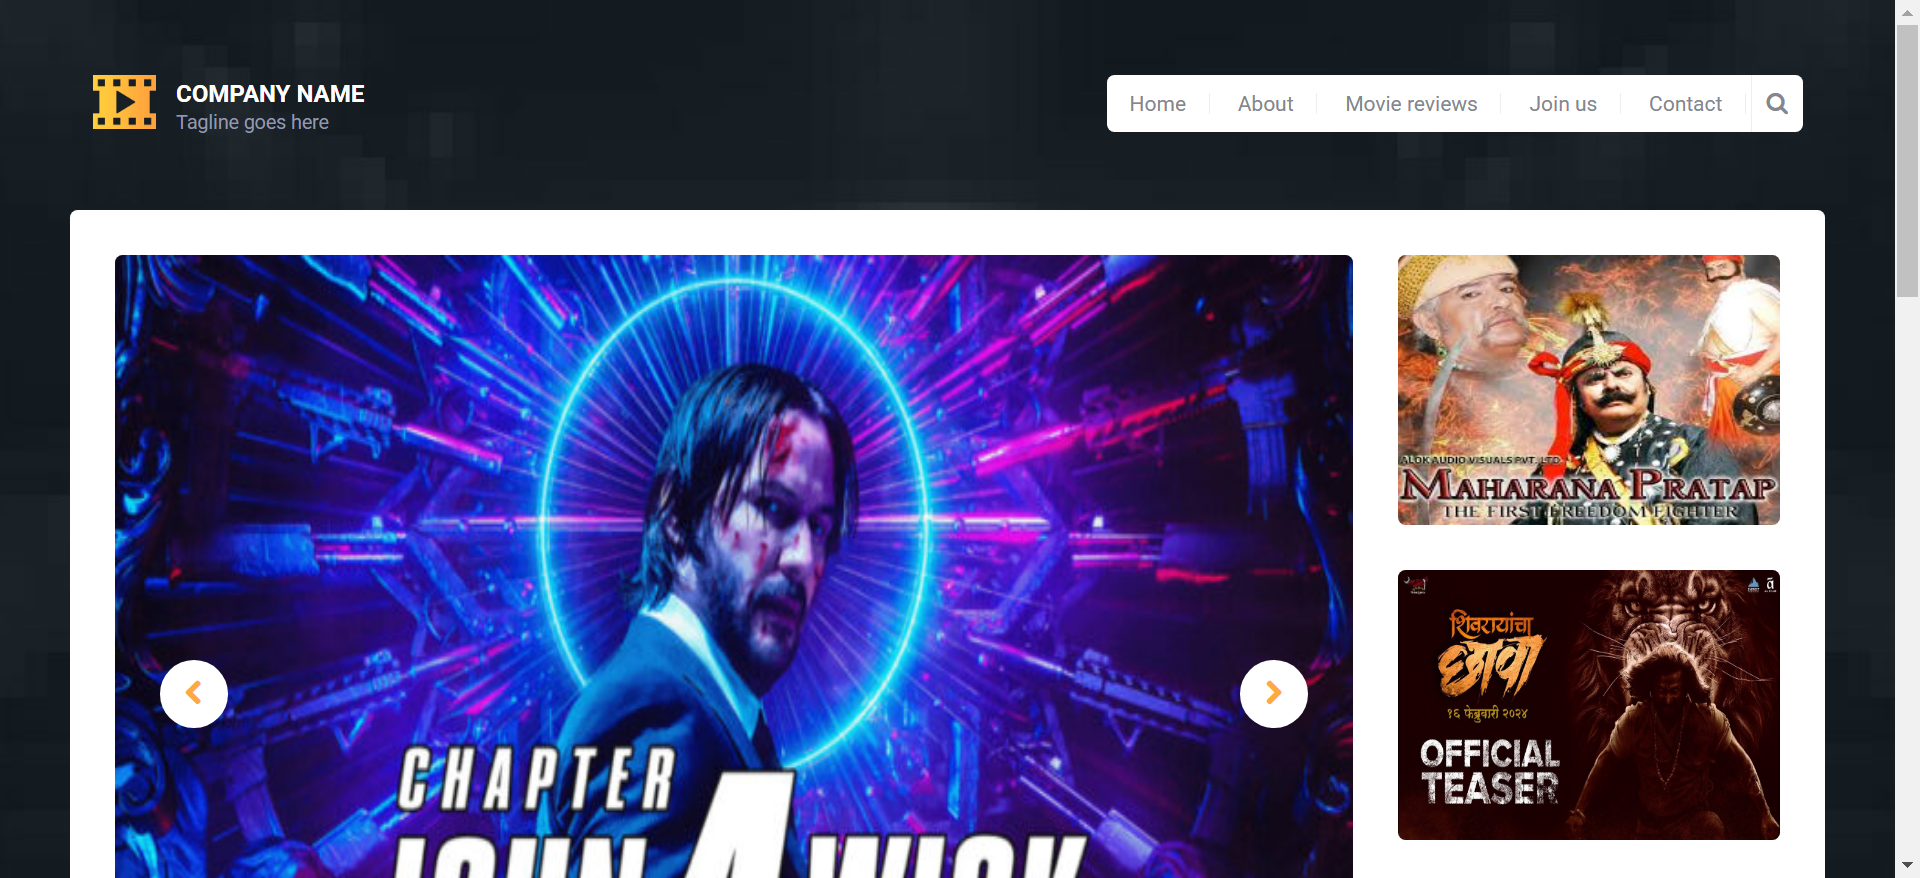 COMPANY NAME
Tagline goes here
Home
About
Movie reviews
Join us
Contact
CHAPTER
4
JOHN WICK
ALOK AUDIO VISUALS PVT. LTD.
MAHARANA PRATAP
THE FIRST FREEDOM FIGHTER
शिवरायांचा
छावा
१६ फेब्रुवारी २०२४
OFFICIAL
TEASER